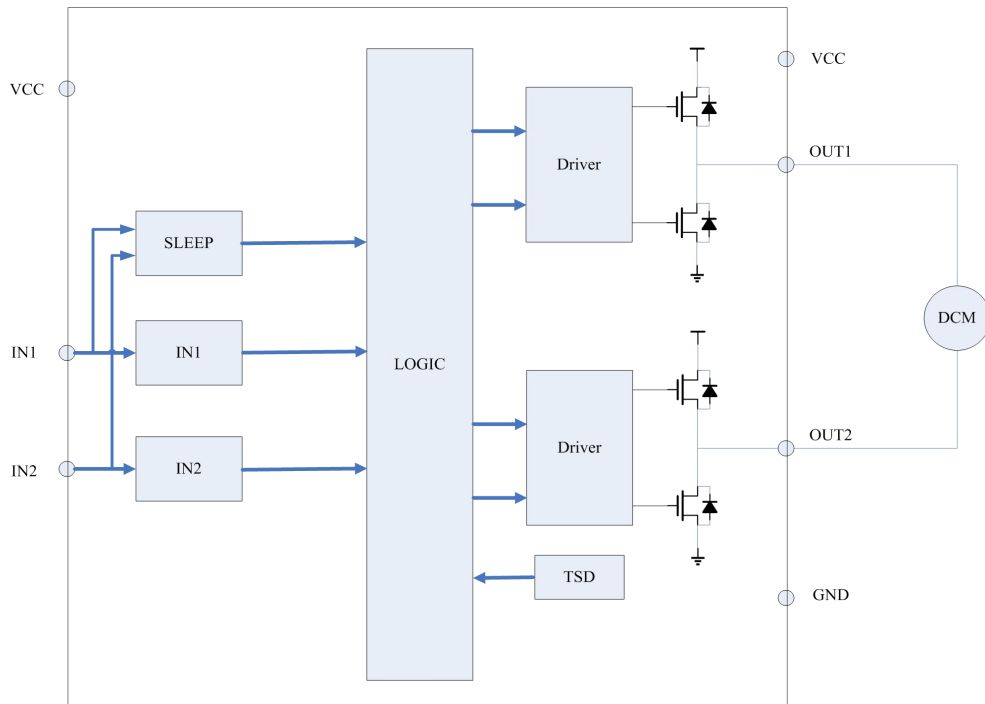 VCC
VCC
Driver
OUT1
SLEEP
DCM
IN1
IN1
LOGIC
OUT2
Driver
IN2
IN2
TSD
GND